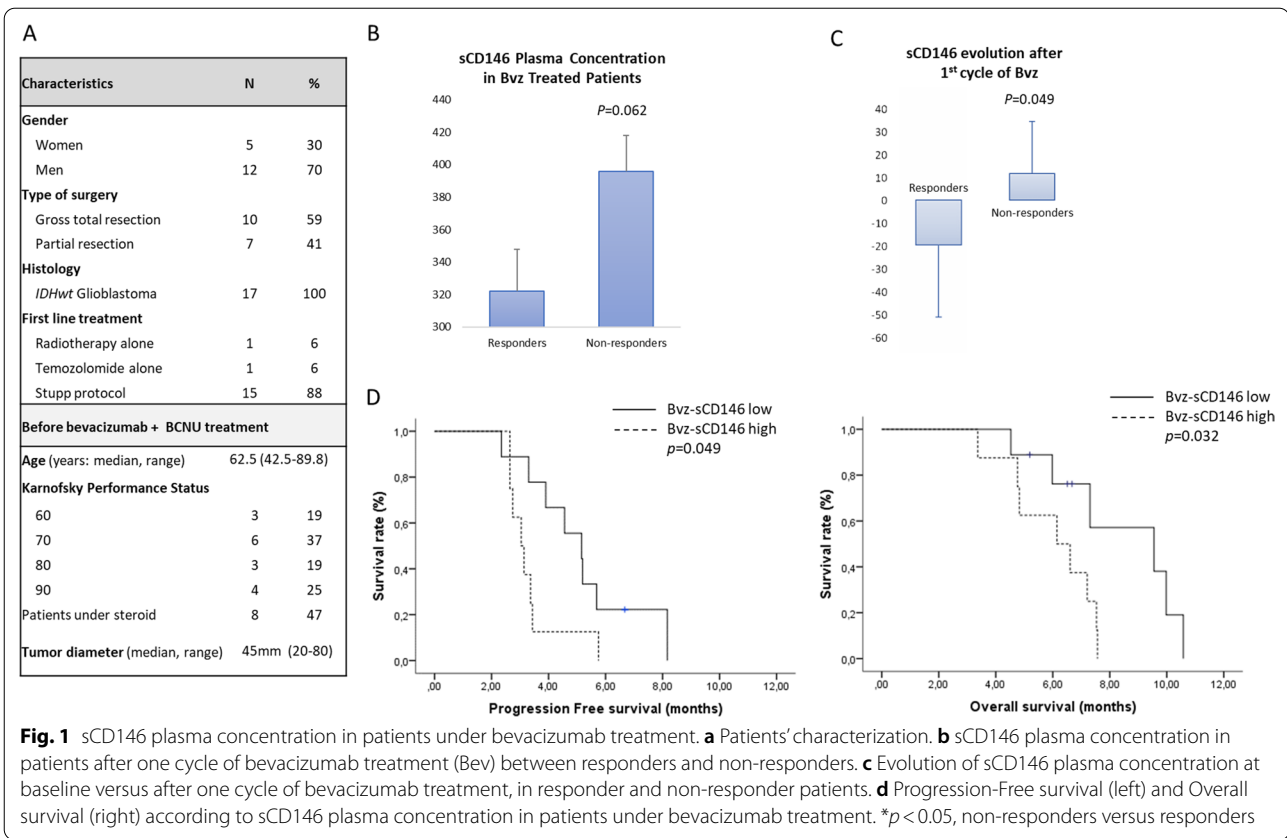 A
Characteristics N %
Gender
Women 5 30
Men 12 70
Type of surgery
Gross total resection 10 59
Partial resection 7 41
Histology
IDHwt Glioblastoma 17 100
First line treatment
Radiotherapy alone 1 6
Temozolomide alone 1 6
Stupp protocol 15 88
Before bevacizumab + BCNU treatment
Age (years: median, range) 62.5 (42.5-89.8)
Karnofsky Performance Status
60 3 19
70 6 37
80 3 19
90 4 25
Patients under steroid 8 47
Tumor diameter (median, range) 45mm (20-80)
B
sCD146 Plasma Concentration
in Bvz Treated Patients
P=0.062
440
420
400
380
360
340
320
300
Responders Non-responders
C
sCD146 evolution after
1st cycle of Bvz
P=0.049
40
30
20
10
0
-10
-20
-30
-40
-50
-60
Responders
Non-responders
D
Bvz-sCD146 low
Bvz-sCD146 high
p=0.049
Survival rate (%)
1,0
0,8
0,6
0,4
0,2
0,0
,00 2,00 4,00 6,00 8,00 10,00 12,00
Progression Free survival (months)
Bvz-sCD146 low
Bvz-sCD146 high
p=0.032
Survival rate (%)
1,0
0,8
0,6
0,4
0,2
0,0
,00 2,00 4,00 6,00 8,00 10,00 12,00
Overall survival (months)
Fig. 1 sCD146 plasma concentration in patients under bevacizumab treatment. a Patients' characterization. b sCD146 plasma concentration in
patients after one cycle of bevacizumab treatment (Bev) between responders and non-responders. c Evolution of sCD146 plasma concentration at
baseline versus after one cycle of bevacizumab treatment, in responder and non-responder patients. d Progression-Free survival (left) and Overall
survival (right) according to sCD146 plasma concentration in patients under bevacizumab treatment. *p < 0.05, non-responders versus responders